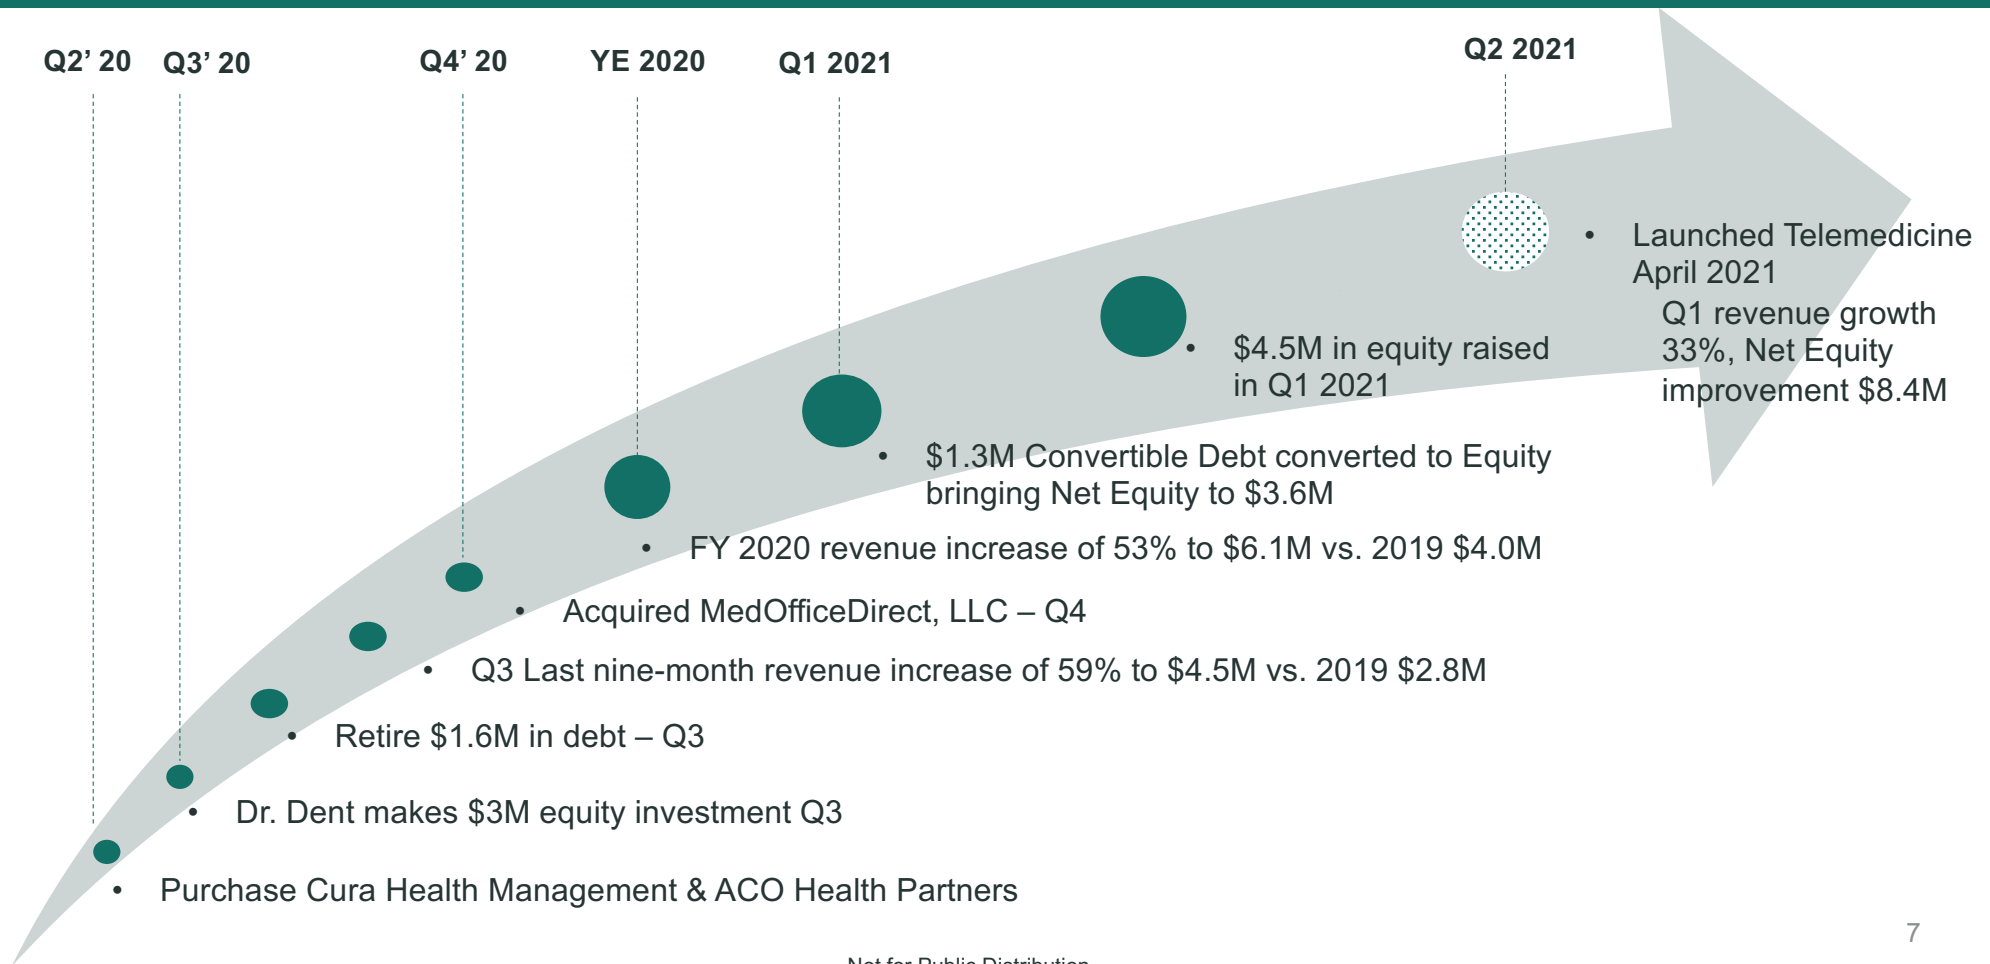 Q2’ 20
Q3’ 20
Q4’ 20
YE 2020
Q1 2021
Q2 2021
• Launched Telemedicine
April 2021
Q1 revenue growth
33%, Net Equity
improvement $8.4M
• $4.5M in equity raised
in Q1 2021
• $1.3M Convertible Debt converted to Equity
bringing Net Equity to $3.6M
• FY 2020 revenue increase of 53% to $6.1M vs. 2019 $4.0M
• Acquired MedOfficeDirect, LLC – Q4
• Q3 Last nine-month revenue increase of 59% to $4.5M vs. 2019 $2.8M
• Retire $1.6M in debt – Q3
• Dr. Dent makes $3M equity investment Q3
• Purchase Cura Health Management & ACO Health Partners
7
Not for Public Distribution